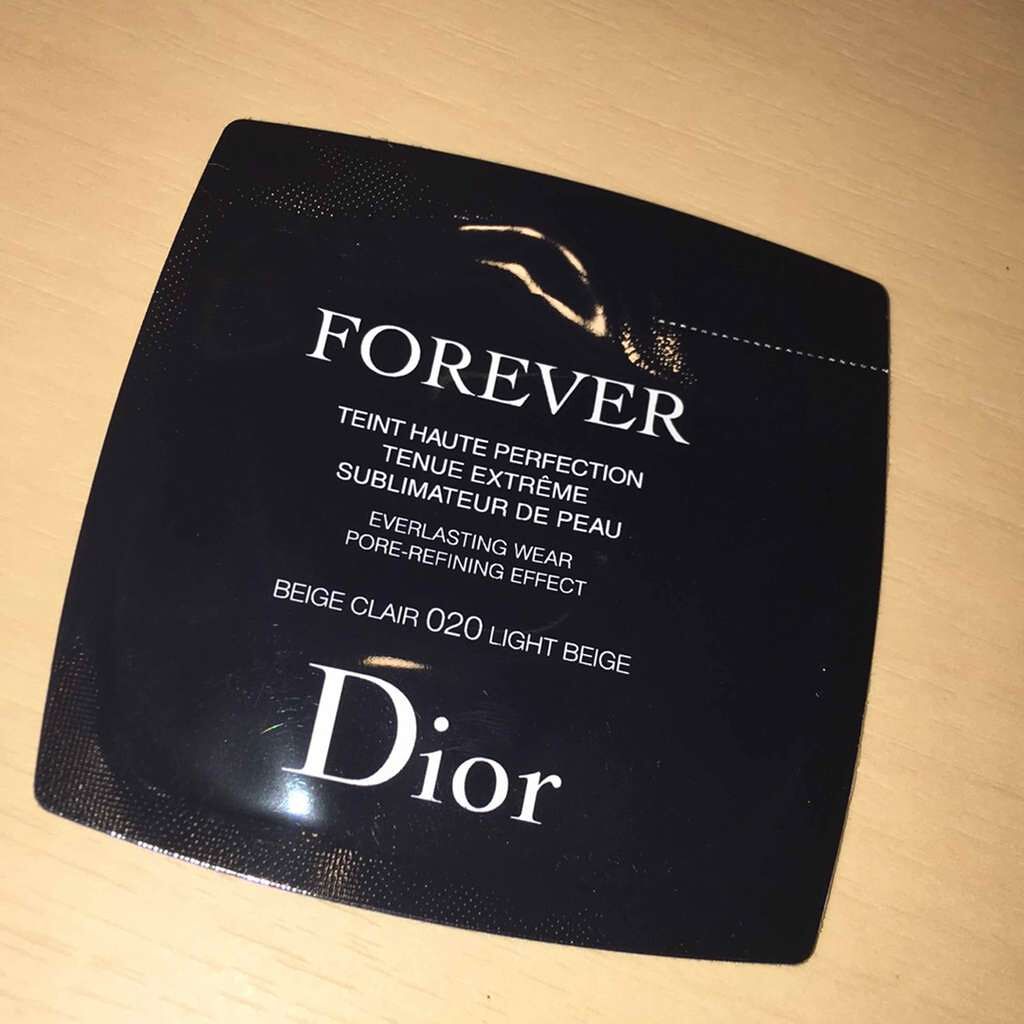 FOREVER
TEINT HAUTE PERFECTION
TENUE EXTRÊME
SUBLIMATEUR DE PEAU
EVERLASTING WEAR
PORE-REFINING EFFECT
BEIGE CLAIR 020 LIGHT BEIGE
Dior